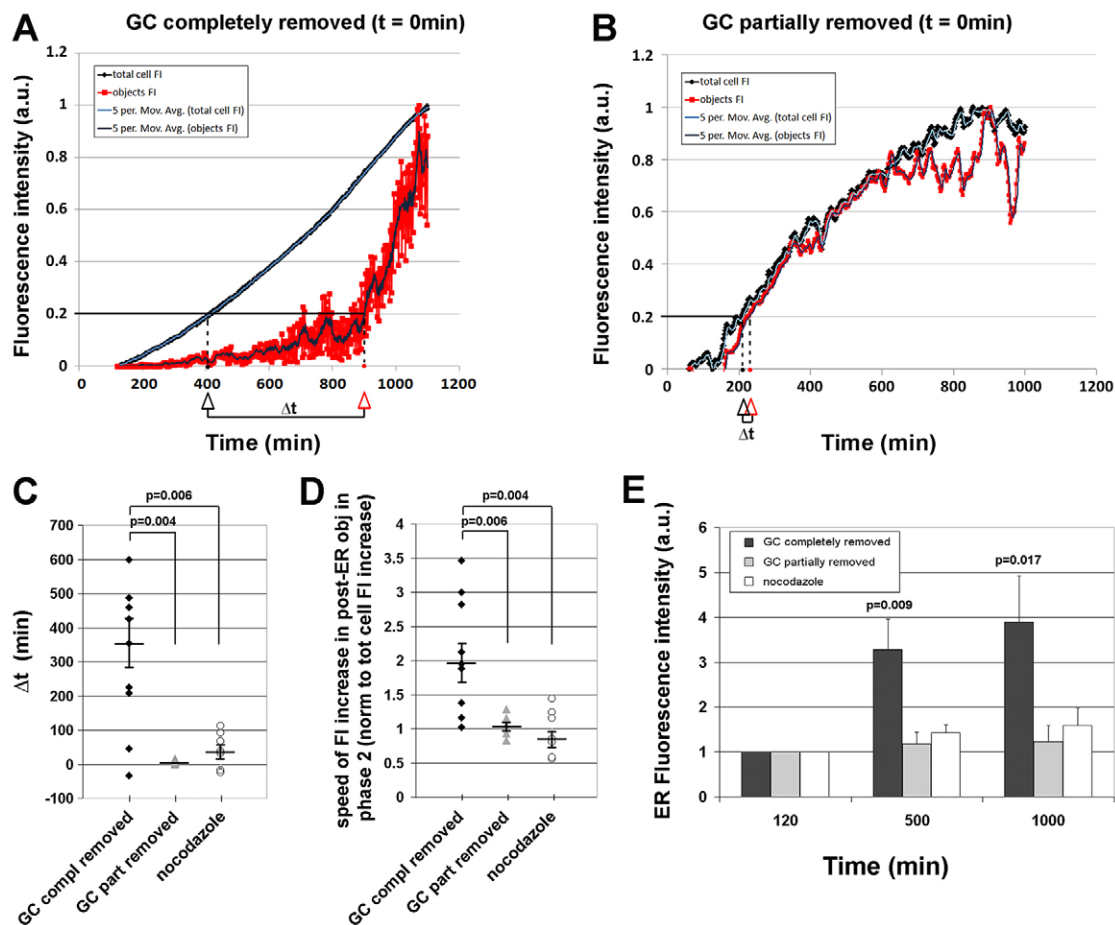 A
GC completely removed (t = 0min)
Fluorescence intensity (a.u.)
1.2
1
0.8
0.6
0.4
0.2
0
total cell FI
objects FI
5 per. Mov. Avg. (total cell FI)
5 per. Mov. Avg. (objects FI)
0 200 400 600 800 1000 1200
Δt
Time (min)
B
GC partially removed (t = 0min)
Fluorescence intensity (a.u.)
1.2
1
0.8
0.6
0.4
0.2
0
total cell FI
objects FI
5 per. Mov. Avg. (total cell FI)
5 per. Mov. Avg. (objects FI)
0 200 400 600 800 1000 1200
Δt
Time (min)
C
p=0.006
p=0.004
Δt (min)
700
600
500
400
300
200
100
0
-100
GC compl removed
GC part removed
nocodazole
D
p=0.004
p=0.006
speed of FI increase in post-ER obj in
phase 2 (norm to tot cell FI increase)
4
3.5
3
2.5
2
1.5
1
0.5
0
GC compl removed
GC part removed
nocodazole
E
ER Fluorescence intensity (a.u.)
6
5
4
3
2
1
0
GC completely removed
GC partially removed
nocodazole
p=0.009
p=0.017
120 500 1000
Time (min)